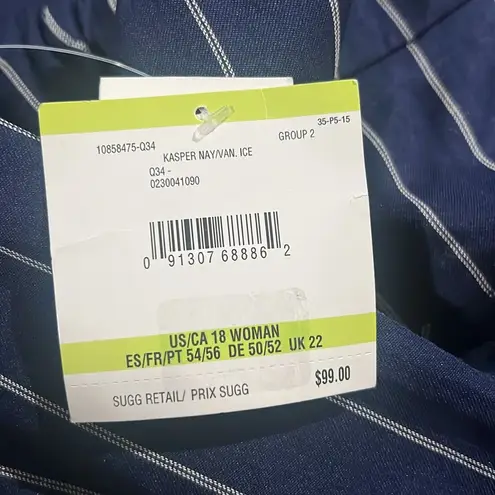 35-P5-15
10858475-Q34
GROUP 2
KASPER NAY/VAN. ICE
Q34 -
0230041090
0 91307 68886 2
US/CA 18 WOMAN
ES/FR/PT 54/56 DE 50/52 UK 22
$99.00
SUGG RETAIL/ PRIX SUGG